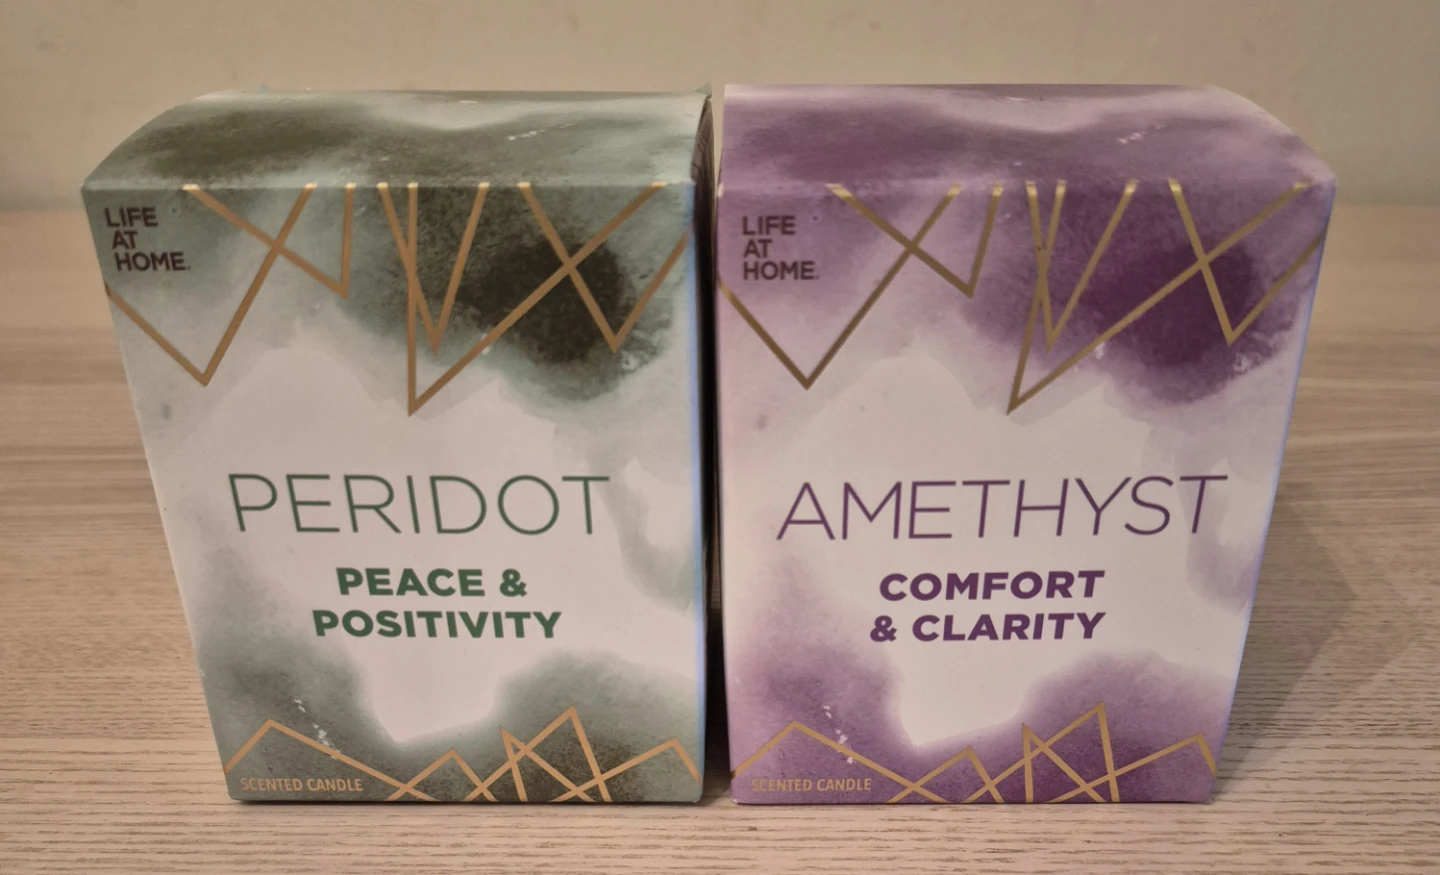 LIFE
AT
HOME.
PERIDOT
PEACE &
POSITIVITY
SCENTED CANDLE
LIFE
AT
HOME.
AMETHYST
COMFORT
& CLARITY
SCENTED CANDLE